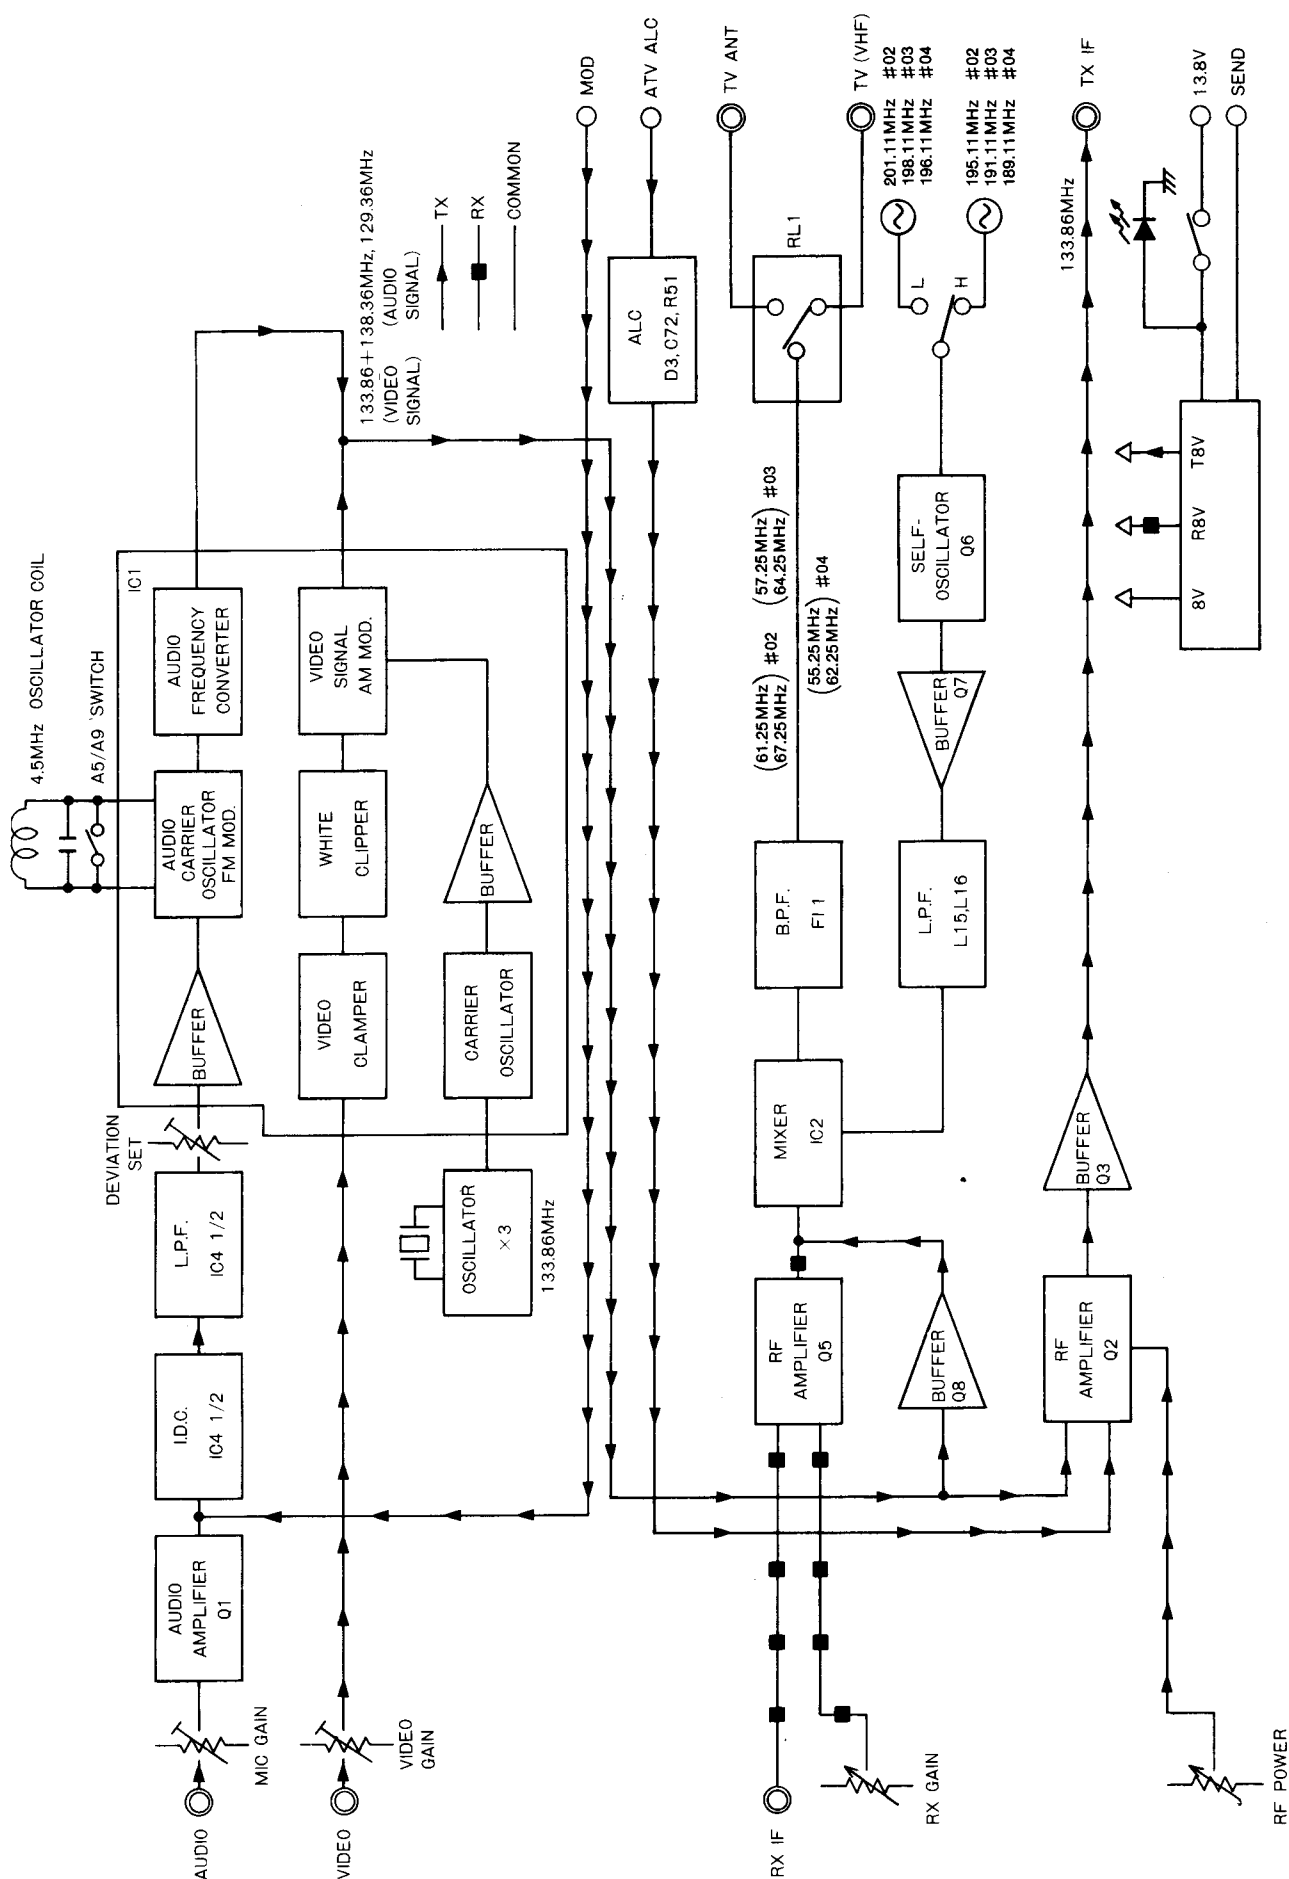 4.5MHz OSCILLATOR COIL
A5/A9 SWITCH
IC1
AUDIO
MIC GAIN
AUDIO
AMPLIFIER
Q1
I.D.C.
IC4 1/2
L.P.F.
IC4 1/2
DEVIATION
SET
BUFFER
AUDIO
CARRIER
OSCILLATOR
FM MOD.
AUDIO
FREQUENCY
CONVERTER
VIDEO
VIDEO
GAIN
VIDEO
CLAMPER
WHITE
CLIPPER
VIDEO
SIGNAL
AM MOD.
OSCILLATOR
×3
133.86MHz
CARRIER
OSCILLATOR
BUFFER
133.86+138.36MHz, 129.36MHz
(VIDEO
SIGNAL)
(AUDIO
SIGNAL)
TX
RX
COMMON
MOD
ATV ALC
ALC
D3, C72, R51
TV ANT
RL1
TV (VHF)
RX IF
RX GAIN
RF
AMPLIFIER
Q5
MIXER
IC2
B.P.F.
FI 1
(61.25MHz
67.25MHz) #02
(57.25MHz
64.25MHz) #03
(55.25MHz
62.25MHz) #04
BUFFER
Q8
L.P.F.
L15, L16
BUFFER
Q7
SELF-
OSCILLATOR
Q6
L
H
201.11MHz #02
198.11MHz #03
196.11MHz #04
195.11MHz #02
191.11MHz #03
189.11MHz #04
RF
AMPLIFIER
Q2
BUFFER
Q3
133.86MHz
TX IF
RF POWER
8V
R8V
T8V
13.8V
SEND